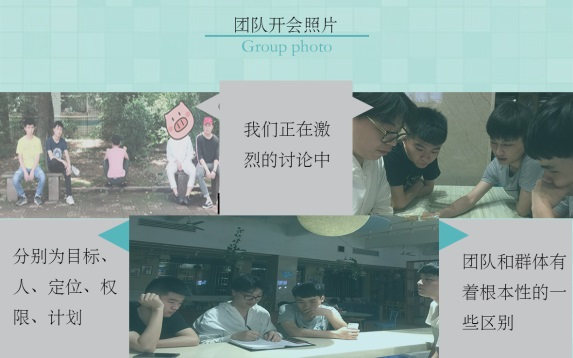 团队开会照片
Group photo
我们正在激
烈的讨论中
分别为目标、
人、定位、权
限、计划
团队和群体有
着根本性的一
些区别